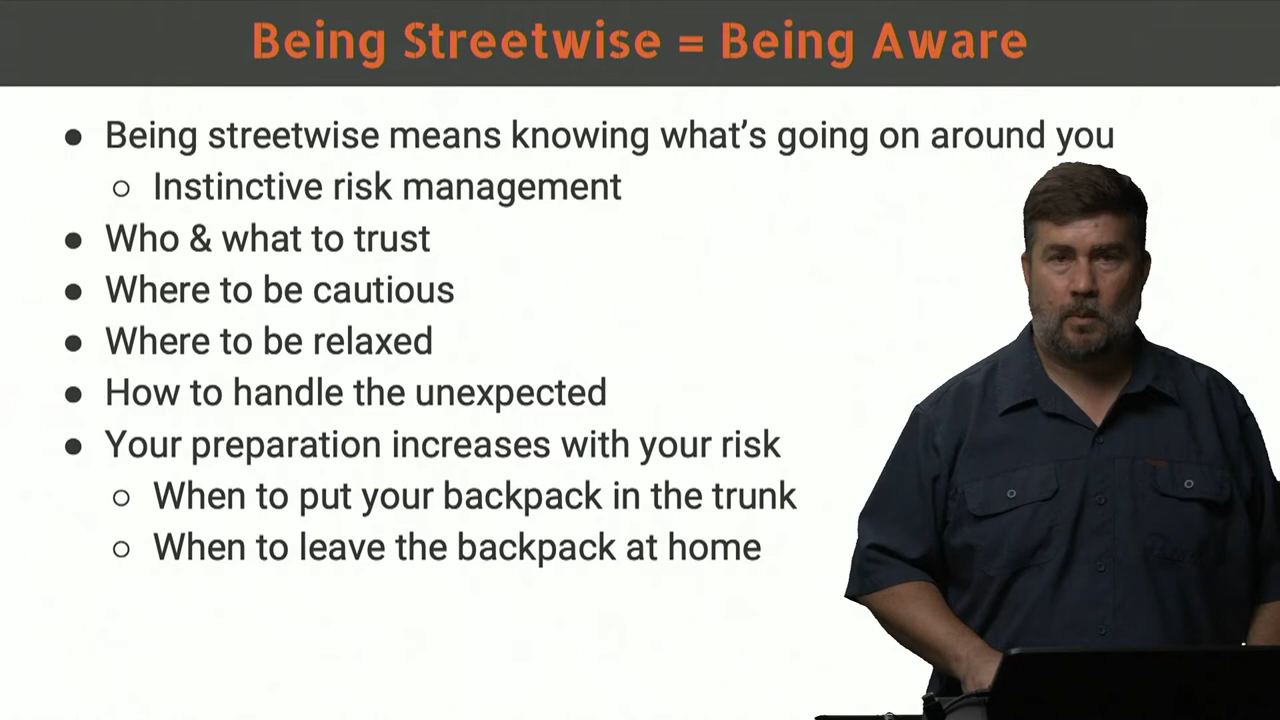 Being Streetwise = Being Aware
● Being streetwise means knowing what’s going on around you
○ Instinctive risk management
● Who & what to trust
● Where to be cautious
● Where to be relaxed
● How to handle the unexpected
● Your preparation increases with your risk
○ When to put your backpack in the trunk
○ When to leave the backpack at home